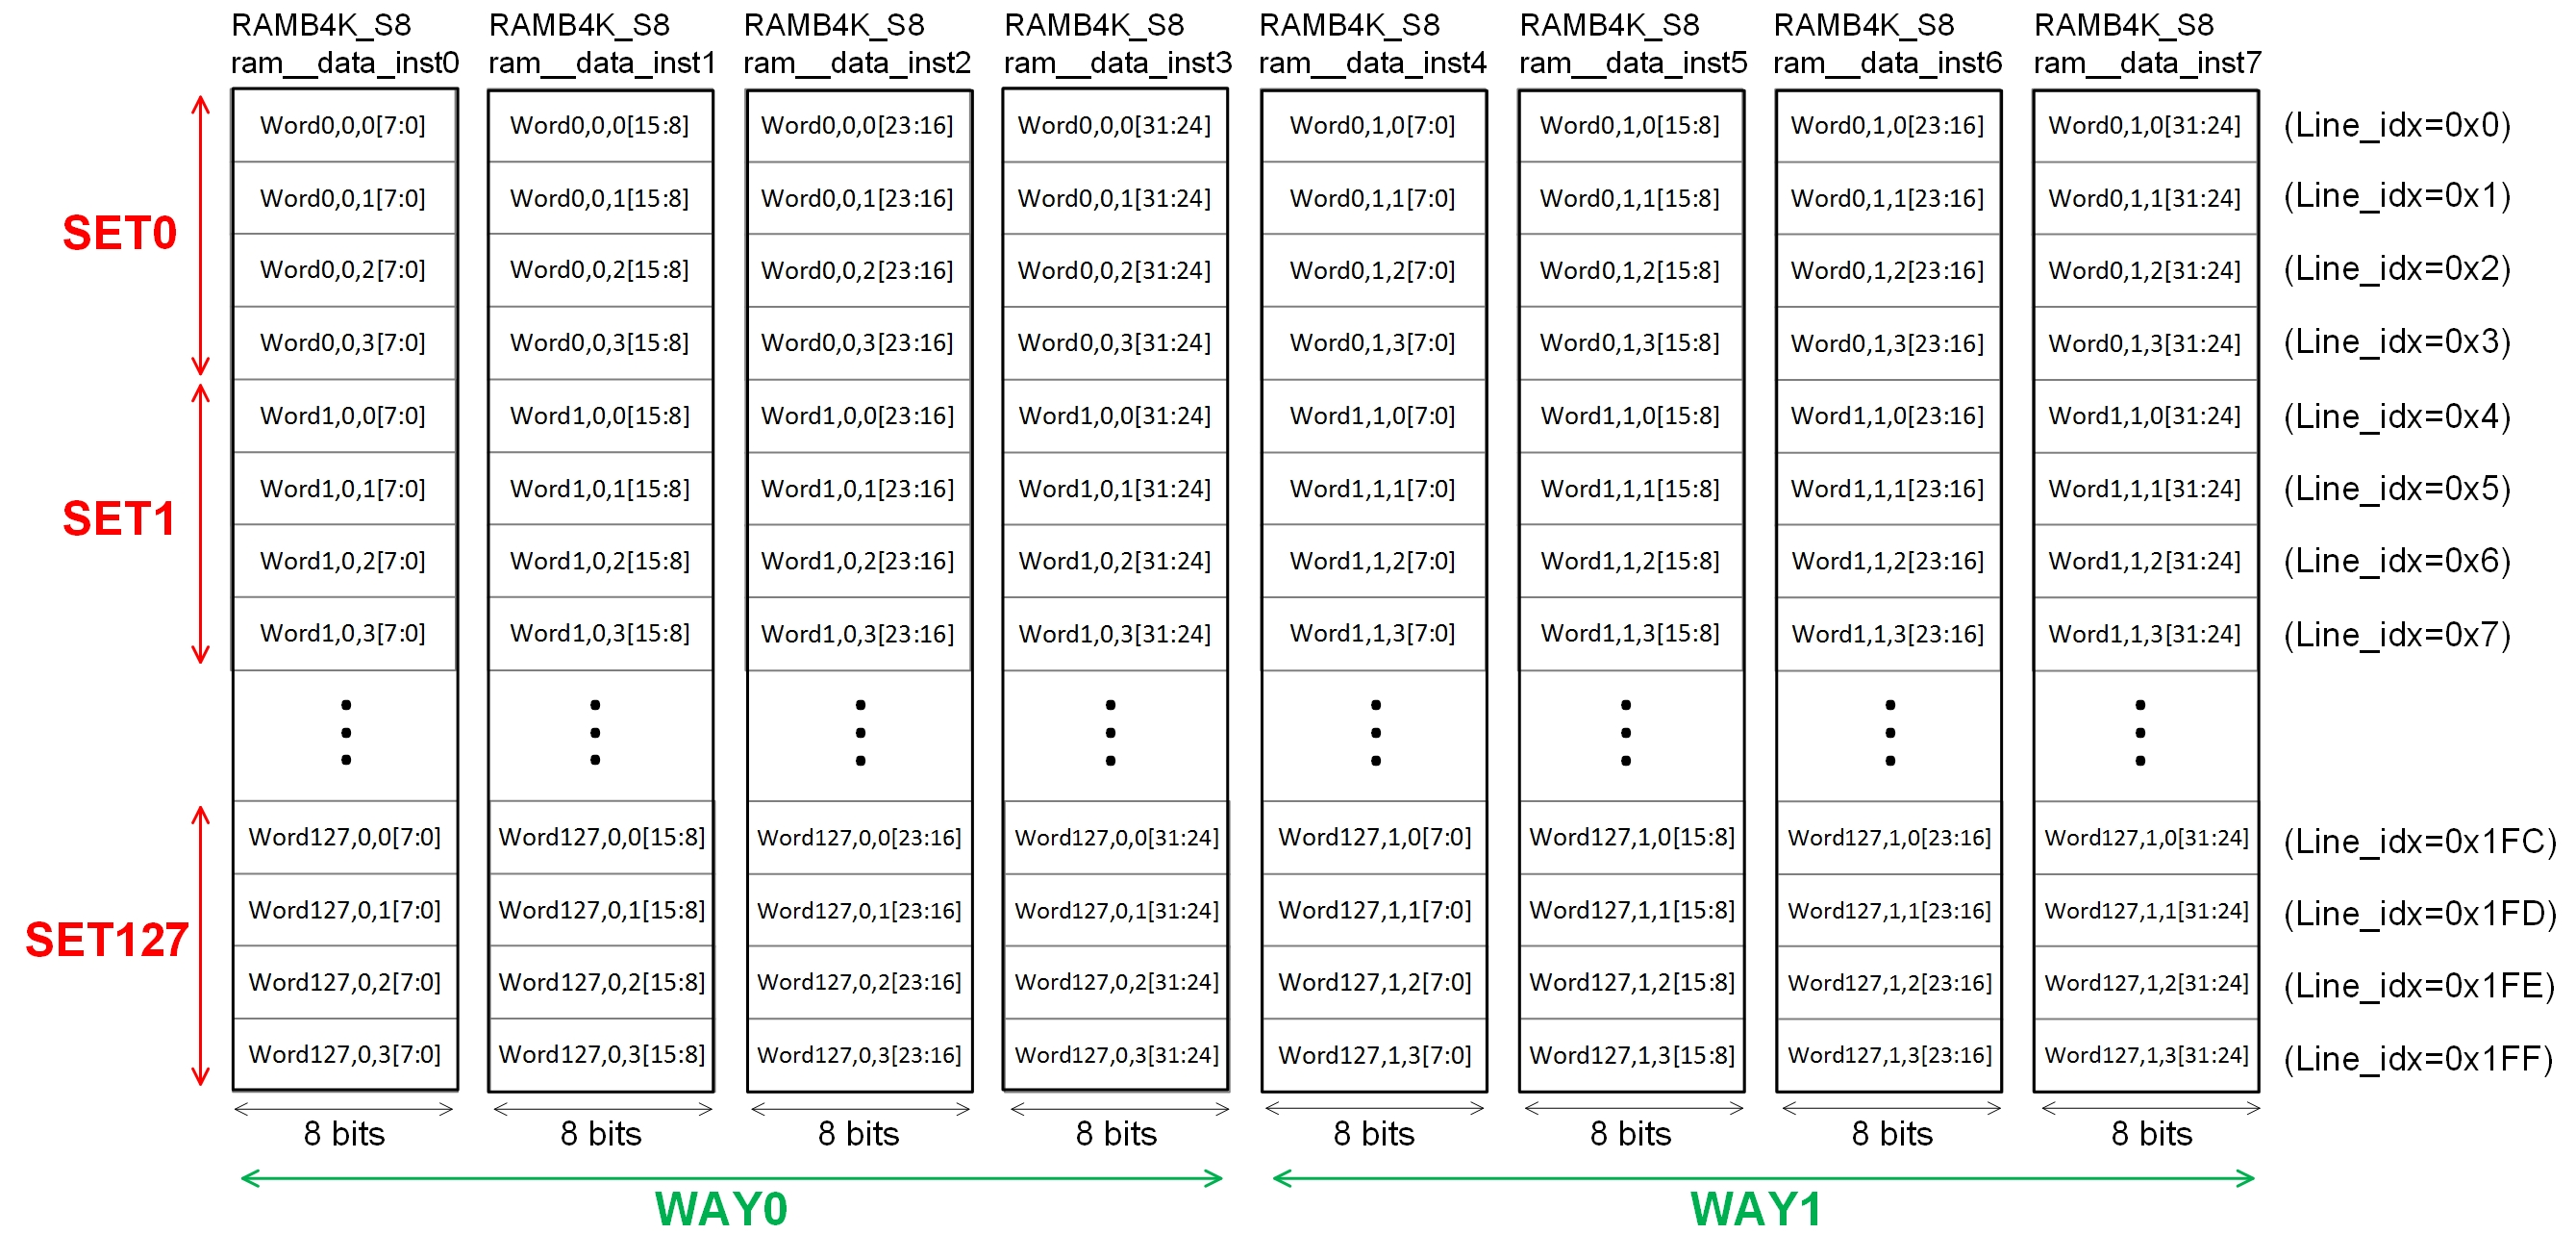 RAMB4K_S8 RAMB4K_S8 RAMB4K_S8 RAMB4K_S8 RAMB4K_S8 RAMB4K_S8 RAMB4K_S8 RAMB4K_S8
ram__data_inst0 ram__data_inst1 ram__data_inst2 ram__data_inst3 ram__data_inst4 ram__data_inst5 ram__data_inst6 ram__data_inst7
Word0,0,0[7:0] Word0,0,0[15:8] Word0,0,0[23:16] Word0,0,0[31:24] Word0,1,0[7:0] Word0,1,0[15:8] Word0,1,0[23:16] Word0,1,0[31:24] (Line_idx=0x0)
Word0,0,1[7:0] Word0,0,1[15:8] Word0,0,1[23:16] Word0,0,1[31:24] Word0,1,1[7:0] Word0,1,1[15:8] Word0,1,1[23:16] Word0,1,1[31:24] (Line_idx=0x1)
SET0
Word0,0,2[7:0] Word0,0,2[15:8] Word0,0,2[23:16] Word0,0,2[31:24] Word0,1,2[7:0] Word0,1,2[15:8] Word0,1,2[23:16] Word0,1,2[31:24] (Line_idx=0x2)
Word0,0,3[7:0] Word0,0,3[15:8] Word0,0,3[23:16] Word0,0,3[31:24] Word0,1,3[7:0] Word0,1,3[15:8] Word0,1,3[23:16] Word0,1,3[31:24] (Line_idx=0x3)
Word1,0,0[7:0] Word1,0,0[15:8] Word1,0,0[23:16] Word1,0,0[31:24] Word1,1,0[7:0] Word1,1,0[15:8] Word1,1,0[23:16] Word1,1,0[31:24] (Line_idx=0x4)
Word1,0,1[7:0] Word1,0,1[15:8] Word1,0,1[23:16] Word1,0,1[31:24] Word1,1,1[7:0] Word1,1,1[15:8] Word1,1,1[23:16] Word1,1,1[31:24] (Line_idx=0x5)
SET1
Word1,0,2[7:0] Word1,0,2[15:8] Word1,0,2[23:16] Word1,0,2[31:24] Word1,1,2[7:0] Word1,1,2[15:8] Word1,1,2[23:16] Word1,1,2[31:24] (Line_idx=0x6)
Word1,0,3[7:0] Word1,0,3[15:8] Word1,0,3[23:16] Word1,0,3[31:24] Word1,1,3[7:0] Word1,1,3[15:8] Word1,1,3[23:16] Word1,1,3[31:24] (Line_idx=0x7)
Word127,0,0[7:0] Word127,0,0[15:8] Word127,0,0[23:16] Word127,0,0[31:24] Word127,1,0[7:0] Word127,1,0[15:8] Word127,1,0[23:16] Word127,1,0[31:24] (Line_idx=0x1FC)
Word127,0,1[7:0] Word127,0,1[15:8] Word127,0,1[23:16] Word127,0,1[31:24] Word127,1,1[7:0] Word127,1,1[15:8] Word127,1,1[23:16] Word127,1,1[31:24] (Line_idx=0x1FD)
SET127
Word127,0,2[7:0] Word127,0,2[15:8] Word127,0,2[23:16] Word127,0,2[31:24] Word127,1,2[7:0] Word127,1,2[15:8] Word127,1,2[23:16] Word127,1,2[31:24] (Line_idx=0x1FE)
Word127,0,3[7:0] Word127,0,3[15:8] Word127,0,3[23:16] Word127,0,3[31:24] Word127,1,3[7:0] Word127,1,3[15:8] Word127,1,3[23:16] Word127,1,3[31:24] (Line_idx=0x1FF)
8 bits 8 bits 8 bits 8 bits 8 bits 8 bits 8 bits 8 bits
WAY0 WAY1